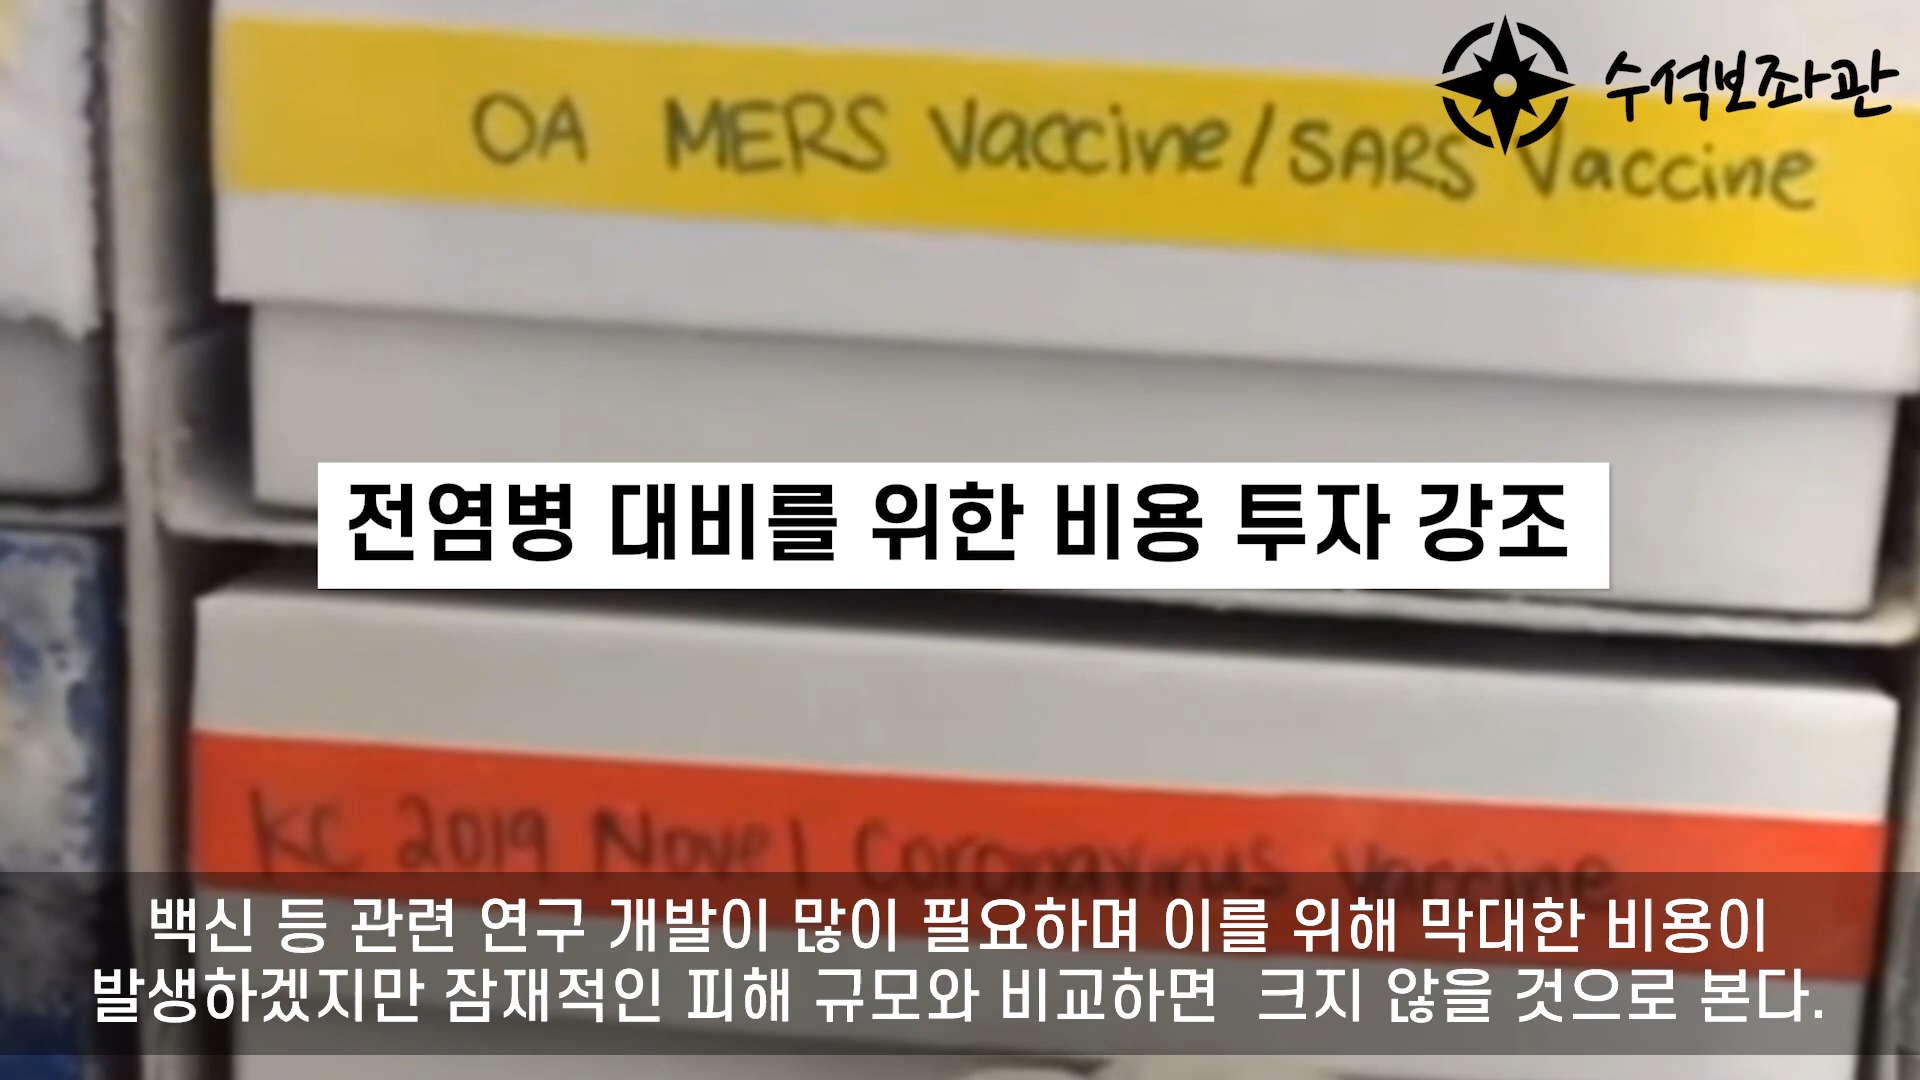 수석보좌관
OA MERS Vaccine/SARS Vaccine
전염병 대비를 위한 비용 투자 강조
KC 2019 Novel Coronavirus Vaccine
백신 등 관련 연구 개발이 많이 필요하며 이를 위해 막대한 비용이
발생하겠지만 잠재적인 피해 규모와 비교하면 크지 않을 것으로 본다.